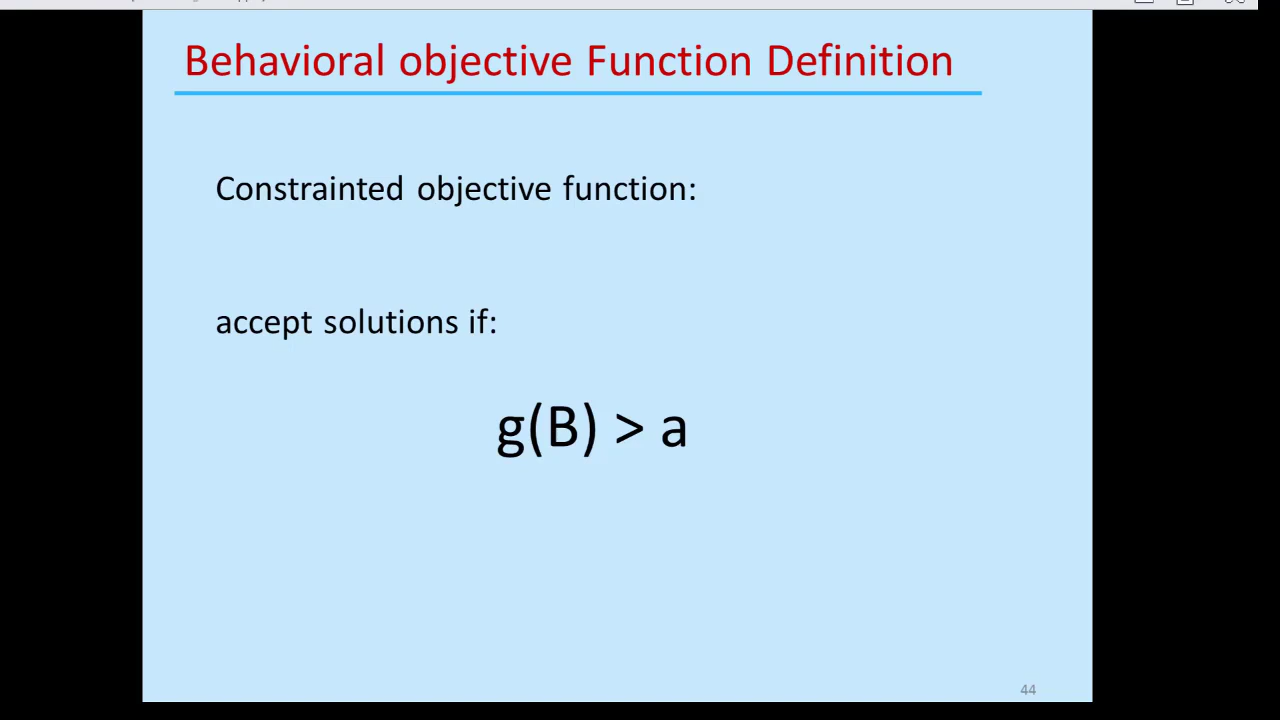 Behavioral objective Function Definition
Constrainted objective function:
accept solutions if:
g(B) > a
44